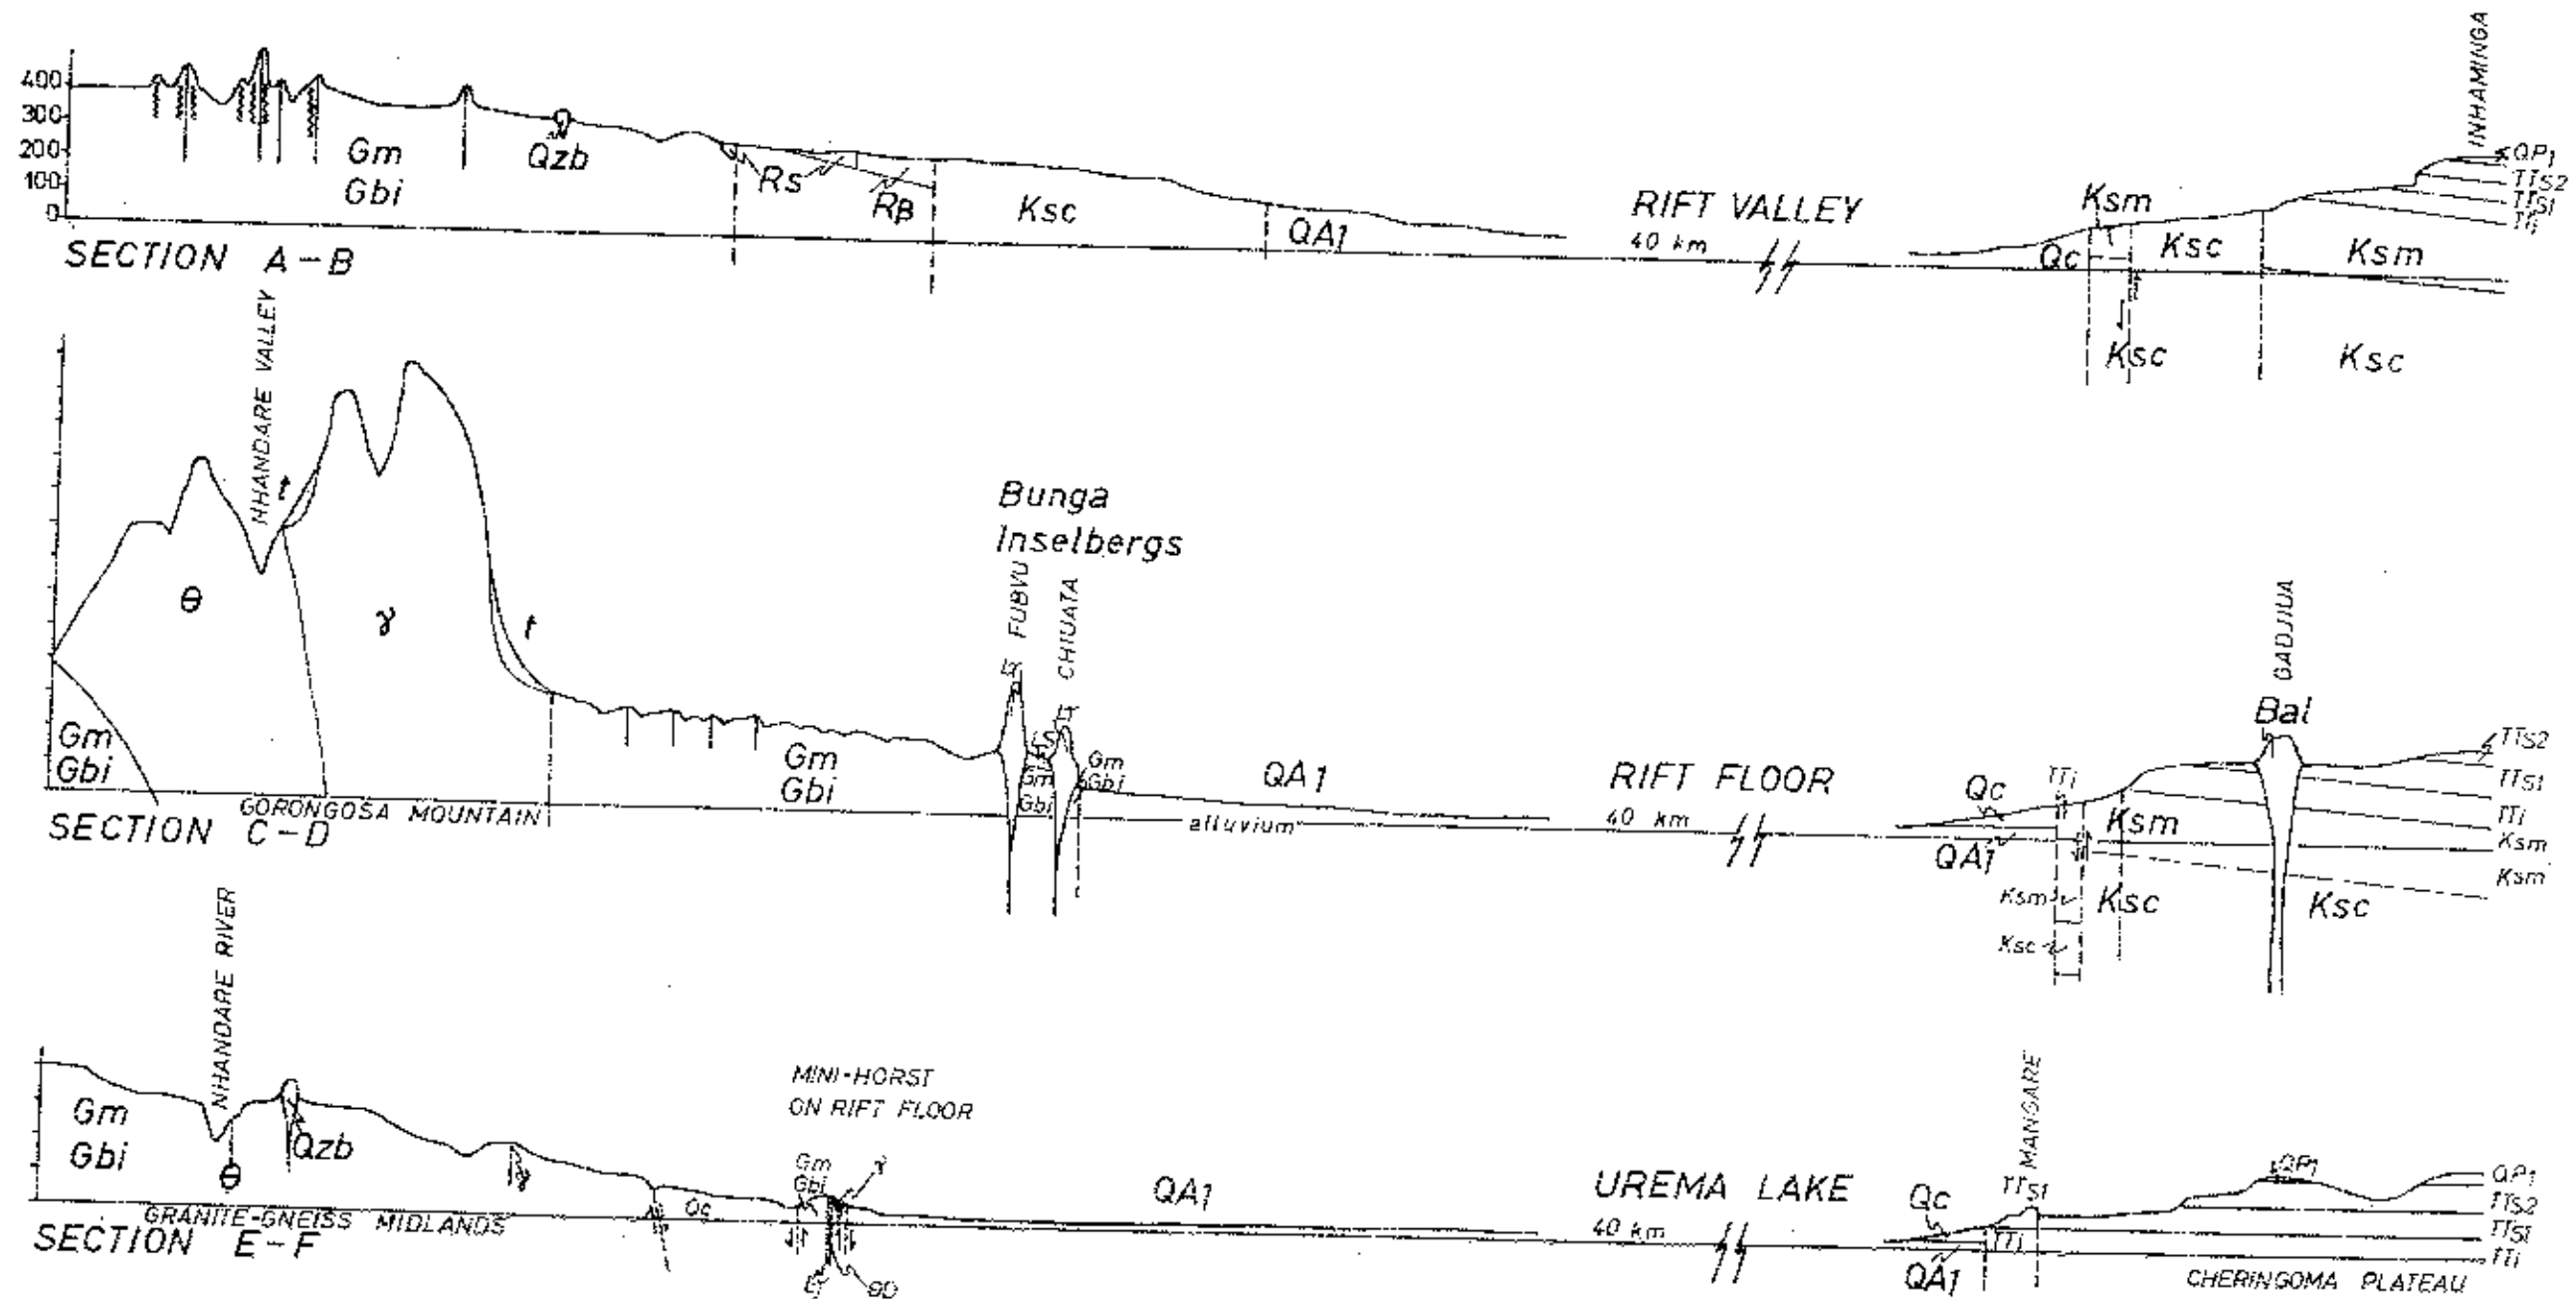 INHAMINGA
400
300
200
100
0
Gm
Gbi
Qzb
Rs
Rβ
Ksc
QA1
RIFT VALLEY
40 km
Ksm
Qc
Ksc
Ksm
QP1
TTS2
TTS1
TTi
Ksc
Ksc
SECTION A-B
NHANDARE VALLEY
t
θ
γ
t
Gm
Gbi
GORONGOSA MOUNTAIN
Gm
Gbi
Bunga
Inselbergs
FUBVU
CHIUATA
Gm
Gbi
Gm
Gbi
QA1
alluvium
RIFT FLOOR
40 km
Qc
TTi
QA1
Ksm
Ksm
Ksc
Ksc
GADJIUA
Bal
TTS2
TTS1
TTi
Ksm
Ksm
Ksc
SECTION C-D
NHANDARE RIVER
Gm
Gbi
θ
Qzb
γ
GRANITE-GNEISS MIDLANDS
Qc
MINI-HORST
ON RIFT FLOOR
Gm
Gbi
γ
QA1
UREMA LAKE
40 km
Qc
QA1
TTi
TTS1
MANGARE
QP1
QP1
TTS2
TTS1
TTi
CHERINGOMA PLATEAU
SECTION E-F